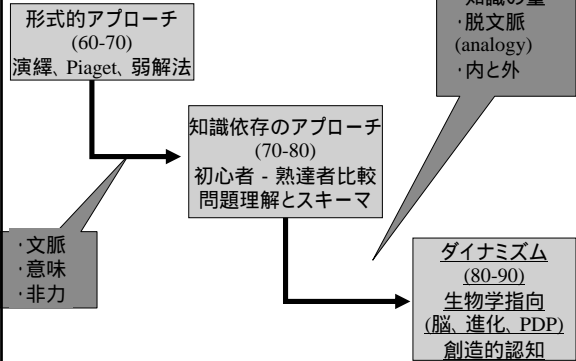 形式的アプローチ
(60-70)
演繹、Piaget、弱解法
知識の量
・脱文脈
(analogy)
・内と外
知識依存のアプローチ
(70-80)
初心者 - 熟達者比較
問題理解とスキーマ
・文脈
・意味
・非力
ダイナミズム
(80-90)
生物学指向
(脳、進化、PDP)
創造的認知